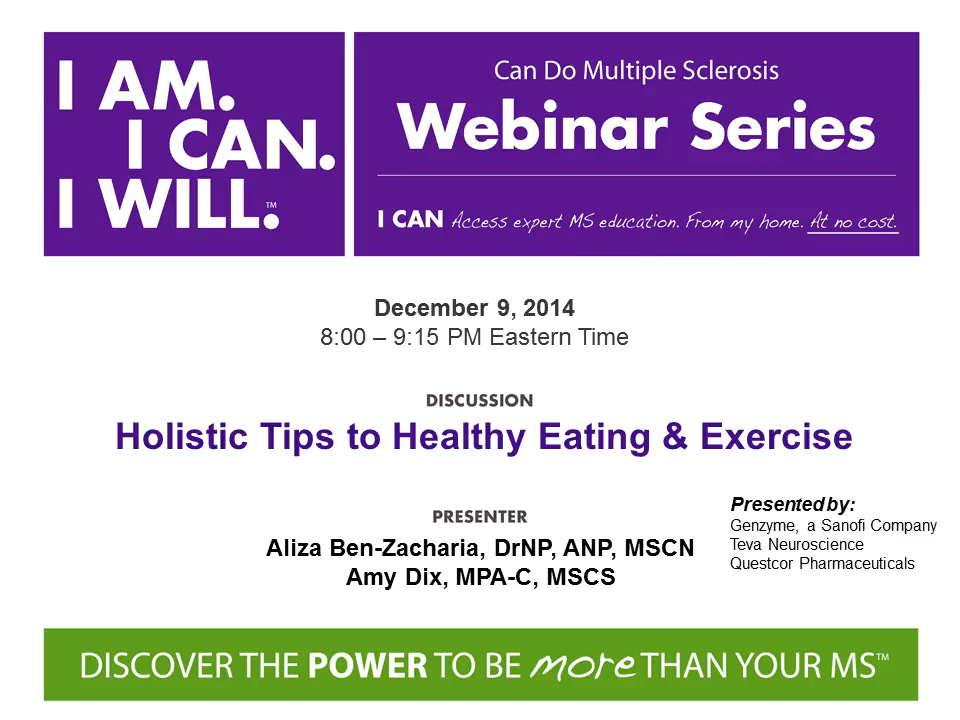 I AM.
I CAN.
I WILL.™
Can Do Multiple Sclerosis
Webinar Series
I CAN Access expert MS education. From my home. At no cost.
December 9, 2014
8:00 – 9:15 PM Eastern Time
DISCUSSION
Holistic Tips to Healthy Eating & Exercise
PRESENTER
Aliza Ben-Zacharia, DrNP, ANP, MSCN
Amy Dix, MPA-C, MSCS
Presented by:
Genzyme, a Sanofi Company
Teva Neuroscience
Questcor Pharmaceuticals
DISCOVER THE POWER TO BE more THAN YOUR MS™